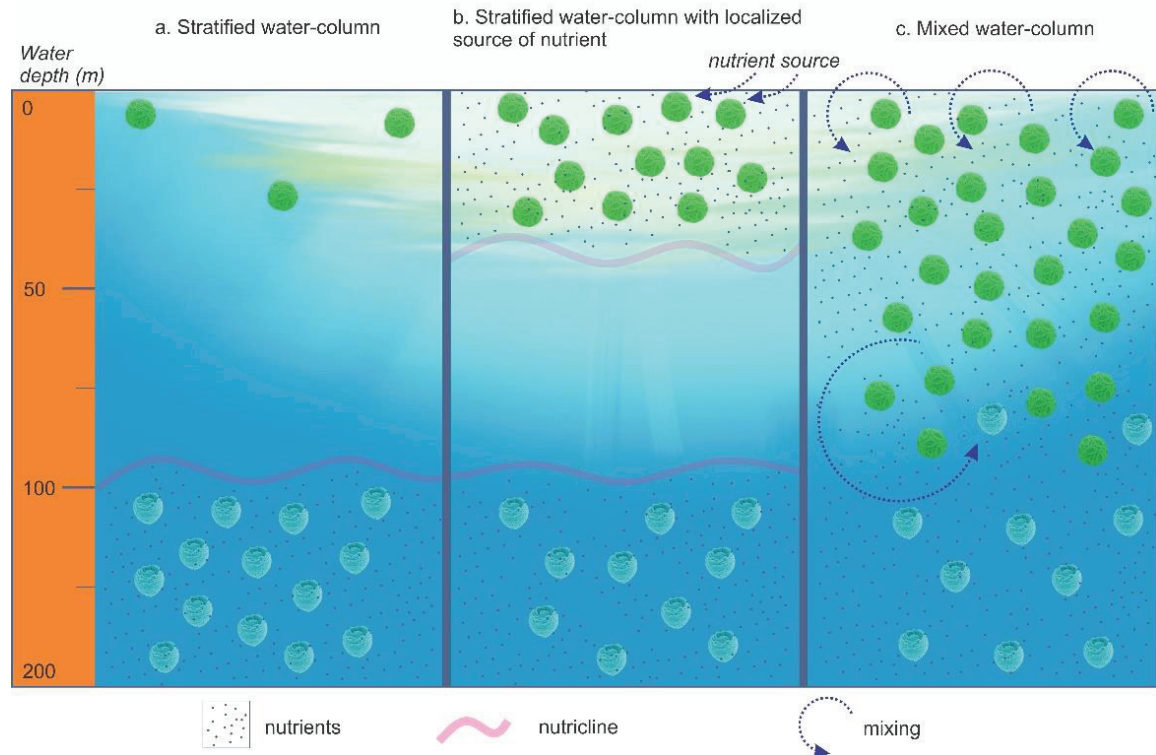 a. Stratified water-column
b. Stratified water-column with localized
source of nutrient
c. Mixed water-column
Water
depth (m)
nutrient source
0
50
100
200
nutrients
nutricline
mixing